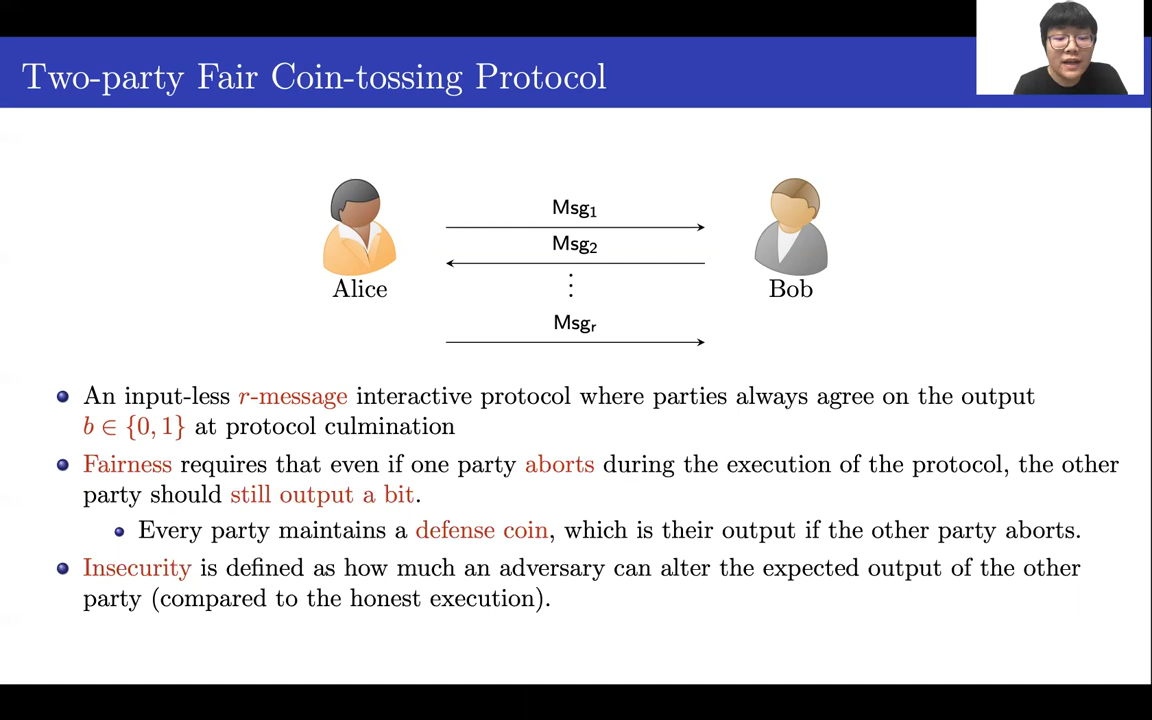 Two-party Fair Coin-tossing Protocol
Msg₁
Msg₂
⋮
Alice
Bob
Msgᵣ
An input-less r-message interactive protocol where parties always agree on the output
b ∈ {0, 1} at protocol culmination
Fairness requires that even if one party aborts during the execution of the protocol, the other
party should still output a bit.
Every party maintains a defense coin, which is their output if the other party aborts.
Insecurity is defined as how much an adversary can alter the expected output of the other
party (compared to the honest execution).